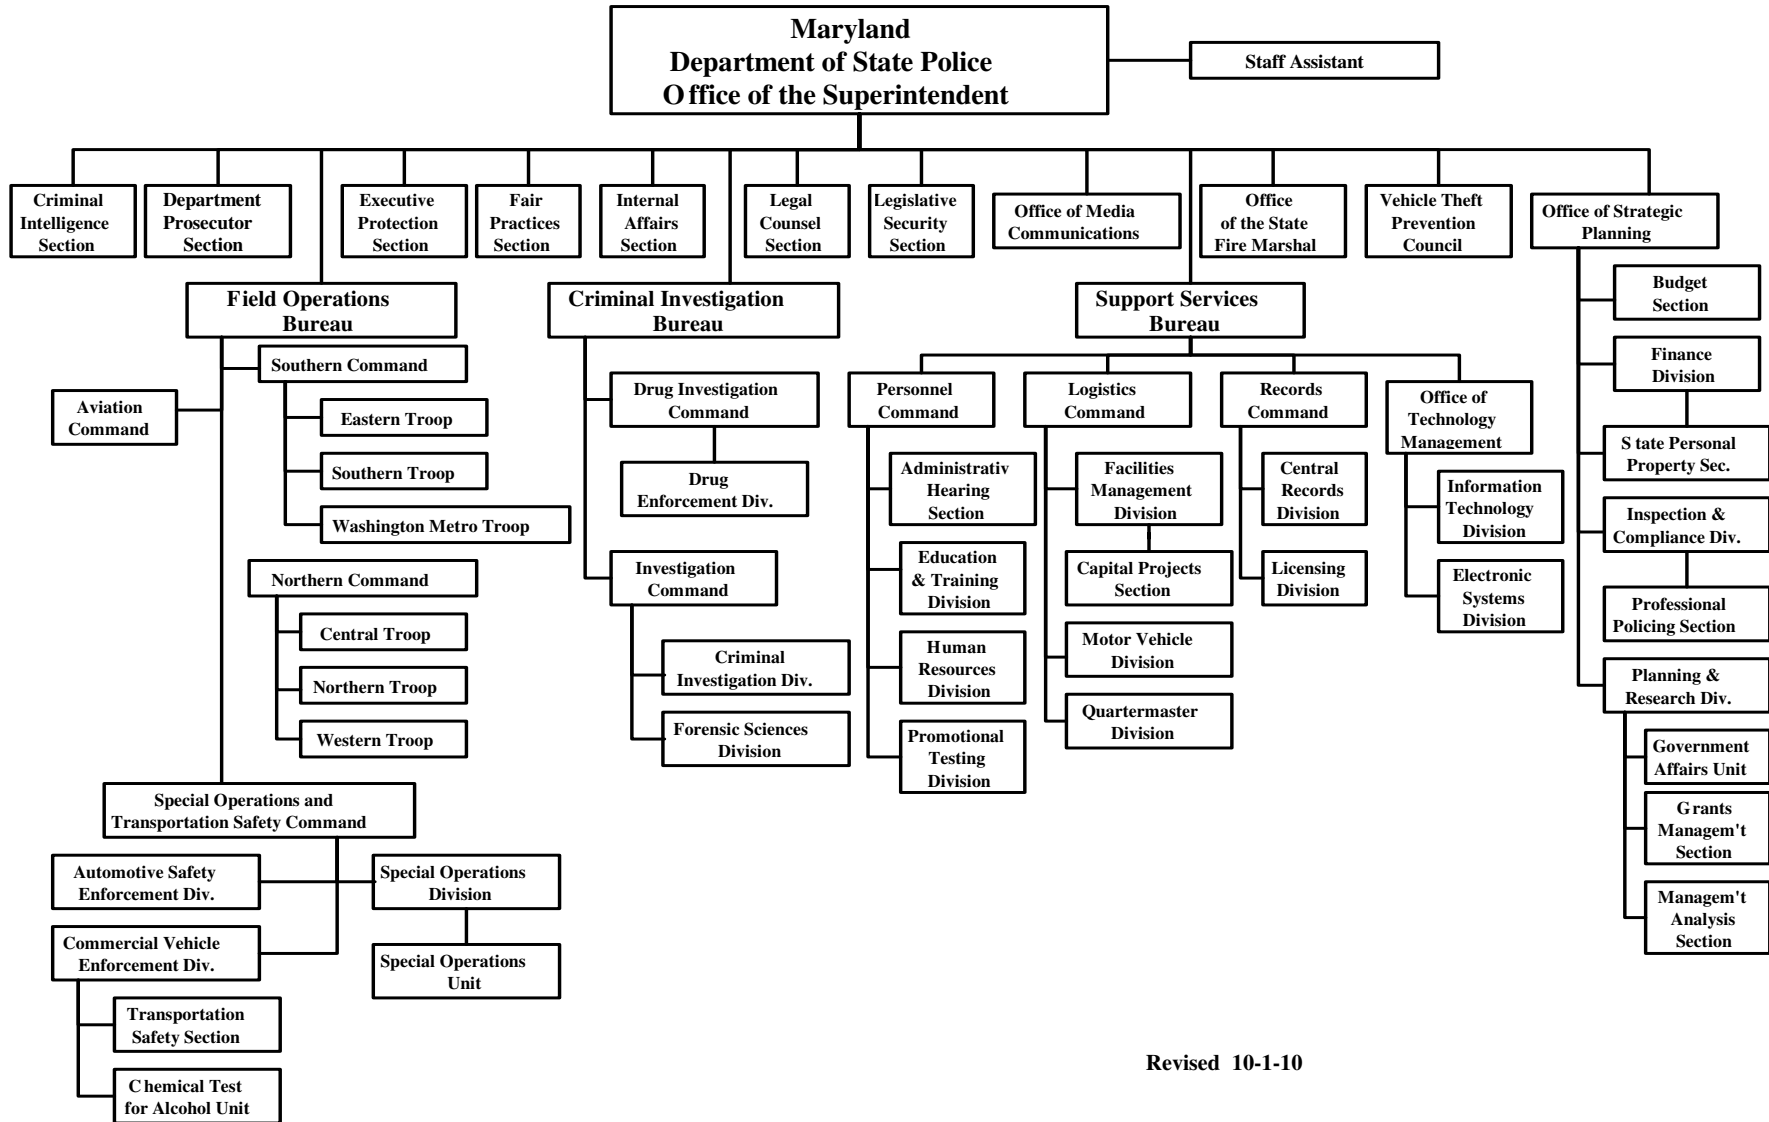 Maryland
Department of State Police
Office of the Superintendent
Staff Assistant
Criminal
Intelligence
Section
Department
Prosecutor
Section
Executive
Protection
Section
Fair
Practices
Section
Internal
Affairs
Section
Legal
Counsel
Section
Legislative
Security
Section
Office of Media
Communications
Office
of the State
Fire Marshal
Vehicle Theft
Prevention
Council
Office of Strategic
Planning
Field Operations
Bureau
Criminal Investigation
Bureau
Support Services
Bureau
Aviation
Command
Southern Command
Eastern Troop
Southern Troop
Washington Metro Troop
Northern Command
Central Troop
Northern Troop
Western Troop
Special Operations and
Transportation Safety Command
Automotive Safety
Enforcement Div.
Special Operations
Division
Commercial Vehicle
Enforcement Div.
Special Operations
Unit
Transportation
Safety Section
Chemical Test
for Alcohol Unit
Drug Investigation
Command
Drug
Enforcement Div.
Investigation
Command
Criminal
Investigation Div.
Forensic Sciences
Division
Personnel
Command
Administrativ
Hearing
Section
Education
& Training
Division
Human
Resources
Division
Promotional
Testing
Division
Logistics
Command
Facilities
Management
Division
Capital Projects
Section
Motor Vehicle
Division
Quartermaster
Division
Records
Command
Central
Records
Division
Licensing
Division
Office of
Technology
Management
Information
Technology
Division
Electronic
Systems
Division
Budget
Section
Finance
Division
State Personal
Property Sec.
Inspection &
Compliance Div.
Professional
Policing Section
Planning &
Research Div.
Government
Affairs Unit
Grants
Managem't
Section
Managem't
Analysis
Section
Revised 10-1-10